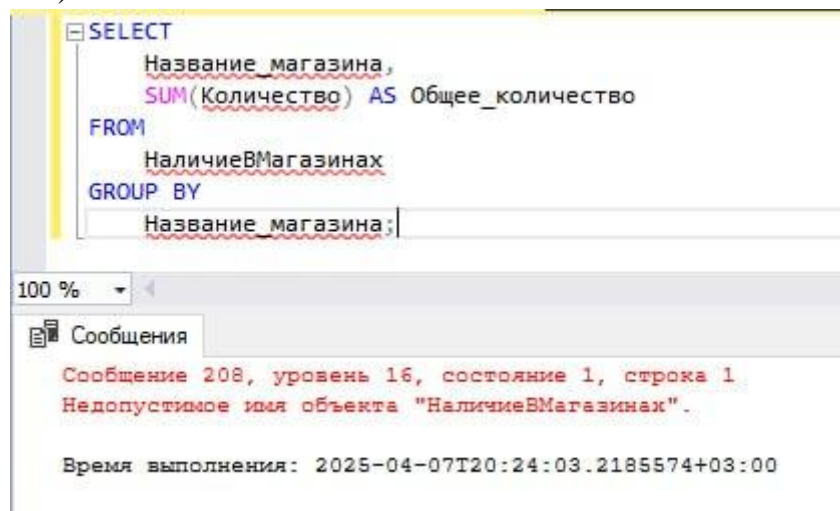 SELECT
Название_магазина,
SUM(Количество) AS Общее_количество
FROM
НаличиеВМагазинах
GROUP BY
Название_магазина;
100 %
Сообщения
Сообщение 208, уровень 16, состояние 1, строка 1
Недопустимое имя объекта "НаличиеВМагазинах".
Время выполнения: 2025-04-07T20:24:03.2185574+03:00